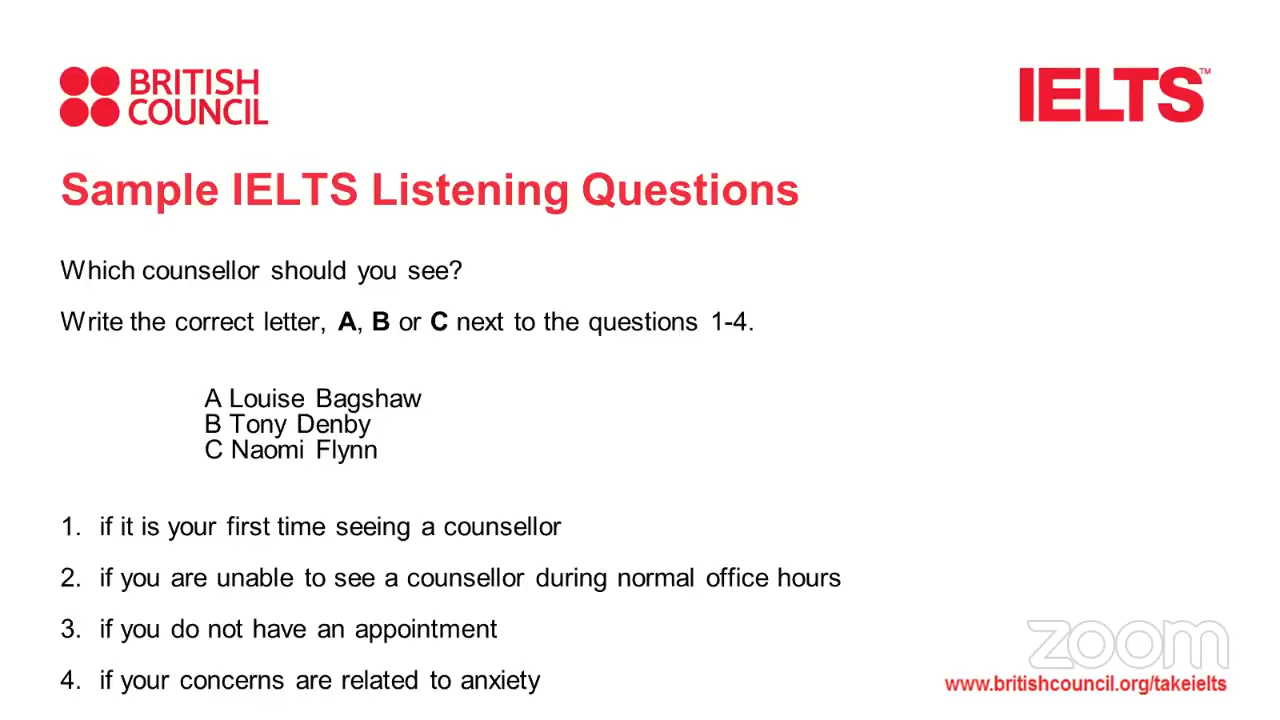 BRITISH
COUNCIL
IELTS™
Sample IELTS Listening Questions
Which counsellor should you see?
Write the correct letter, A, B or C next to the questions 1-4.
A Louise Bagshaw
B Tony Denby
C Naomi Flynn
1. if it is your first time seeing a counsellor
2. if you are unable to see a counsellor during normal office hours
3. if you do not have an appointment
4. if your concerns are related to anxiety
zoom
www.britishcouncil.org/takeielts